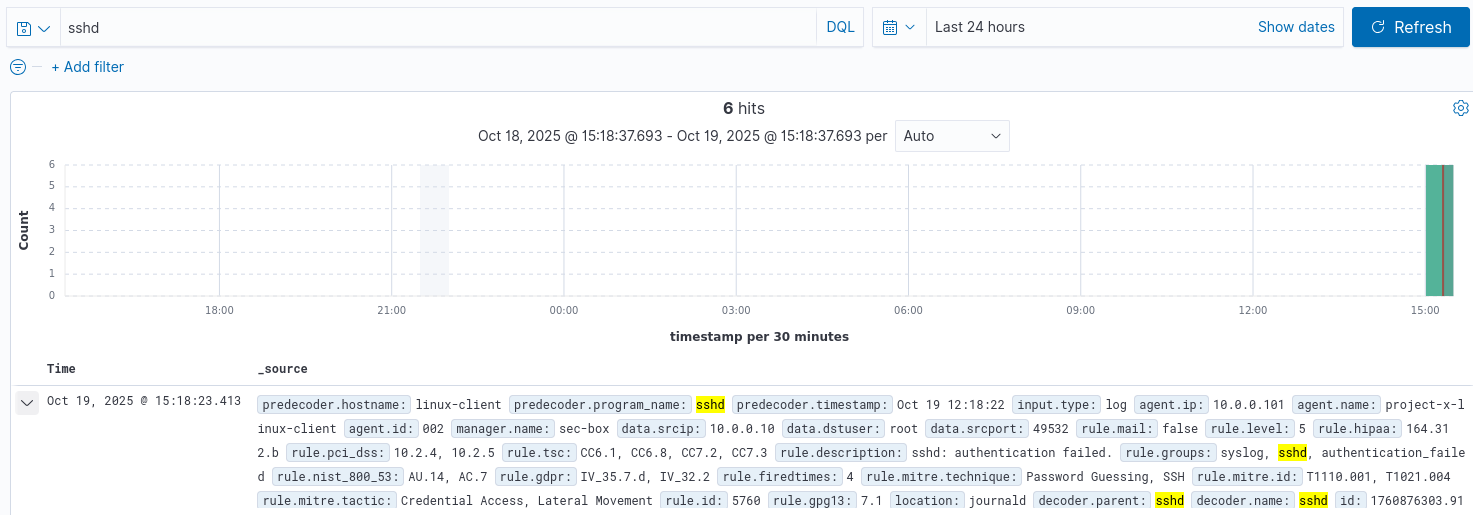 sshd DQL Last 24 hours Show dates Refresh
+ Add filter
6 hits
Oct 18, 2025 @ 15:18:37.693 - Oct 19, 2025 @ 15:18:37.693 per Auto
6
5
4
3
2
1
0
Count
18:00 21:00 00:00 03:00 06:00 09:00 12:00 15:00
timestamp per 30 minutes
Time _source
Oct 19, 2025 @ 15:18:23.413 predecoder.hostname: linux-client predecoder.program_name: sshd predecoder.timestamp: Oct 19 12:18:22 input.type: log agent.ip: 10.0.0.101 agent.name: project-x-l
inux-client agent.id: 002 manager.name: sec-box data.srcip: 10.0.0.10 data.dstuser: root data.srcport: 49532 rule.mail: false rule.level: 5 rule.hipaa: 164.31
2.b rule.pci_dss: 10.2.4, 10.2.5 rule.tsc: CC6.1, CC6.8, CC7.2, CC7.3 rule.description: sshd: authentication failed. rule.groups: syslog, sshd, authentication_faile
d rule.nist_800_53: AU.14, AC.7 rule.gdpr: IV_35.7.d, IV_32.2 rule.firedtimes: 4 rule.mitre.technique: Password Guessing, SSH rule.mitre.id: T1110.001, T1021.004
rule.mitre.tactic: Credential Access, Lateral Movement rule.id: 5760 rule.gpg13: 7.1 location: journald decoder.parent: sshd decoder.name: sshd id: 1760876303.91